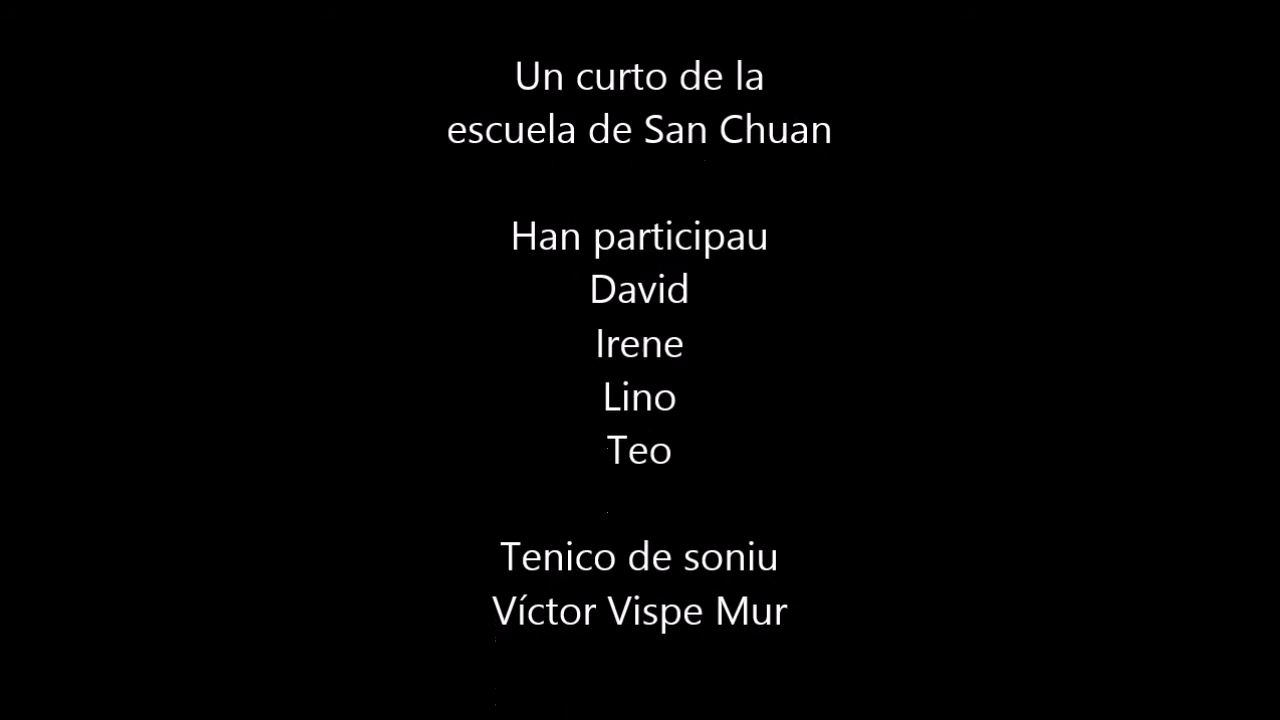 Un curto de la
escuela de San Chuan
Han participau
David
Irene
Lino
Teo
Tenico de soniu
Víctor Vispe Mur